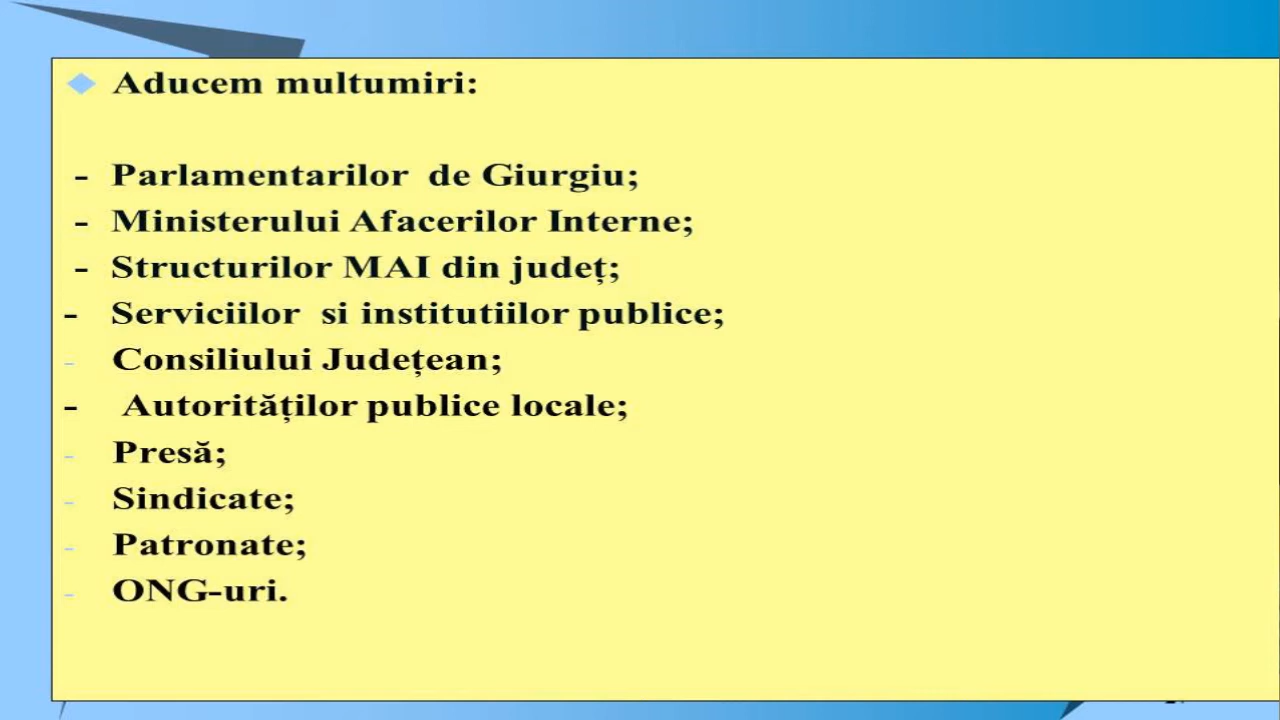 Aducem multumiri:
- Parlamentarilor de Giurgiu;
- Ministerului Afacerilor Interne;
- Structurilor MAI din județ;
- Serviciilor si institutiilor publice;
- Consiliului Județean;
- Autorităților publice locale;
- Presă;
- Sindicate;
- Patronate;
- ONG-uri.